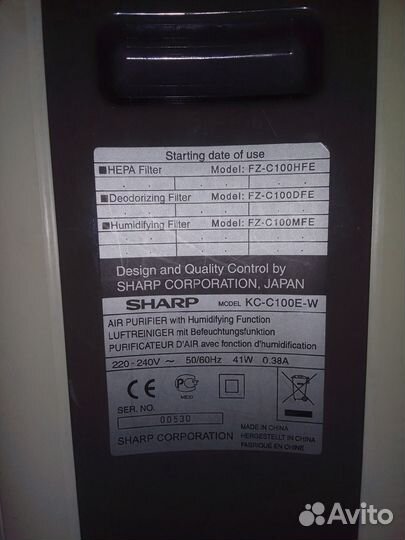 Starting date of use
■HEPA Filter Model: FZ-C100HFE
■Deodorizing Filter Model: FZ-C100DFE
■Humidifying Filter Model: FZ-C100MFE
Design and Quality Control by
SHARP CORPORATION, JAPAN
SHARP MODEL KC-C100E-W
AIR PURIFIER with Humidifying Function
LUFTREINIGER mit Befeuchtungsfunktion
PURIFICATEUR D'AIR avec fonction d'humidification
220-240V ~ 50/60Hz 41W 0.38A
CE
SER. NO.
00530
SHARP CORPORATION
MADE IN CHINA
HERGESTELLT IN CHINA
FABRIQUÉ EN CHINE
Avito